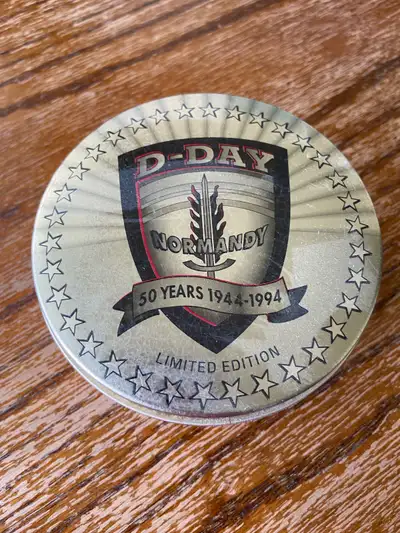 D-DAY
NORMANDY
50 YEARS 1944-1994
LIMITED EDITION